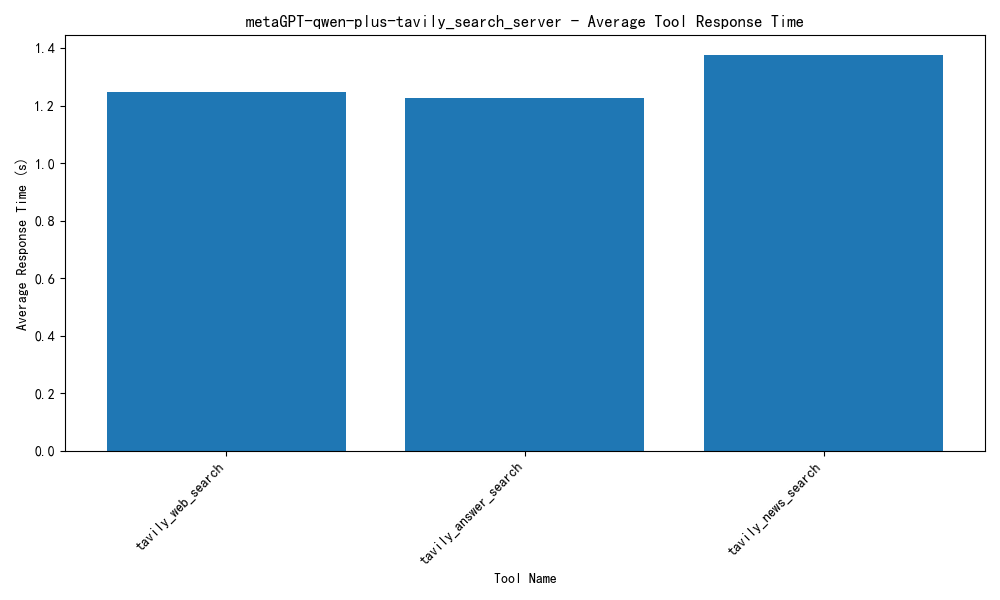 metaGPT-qwen-plus-tavily_search_server - Average Tool Response Time
Average Response Time (s)
1.4
1.2
1.0
0.8
0.6
0.4
0.2
0.0
tavily_web_search
tavily_answer_search
tavily_news_search
Tool Name